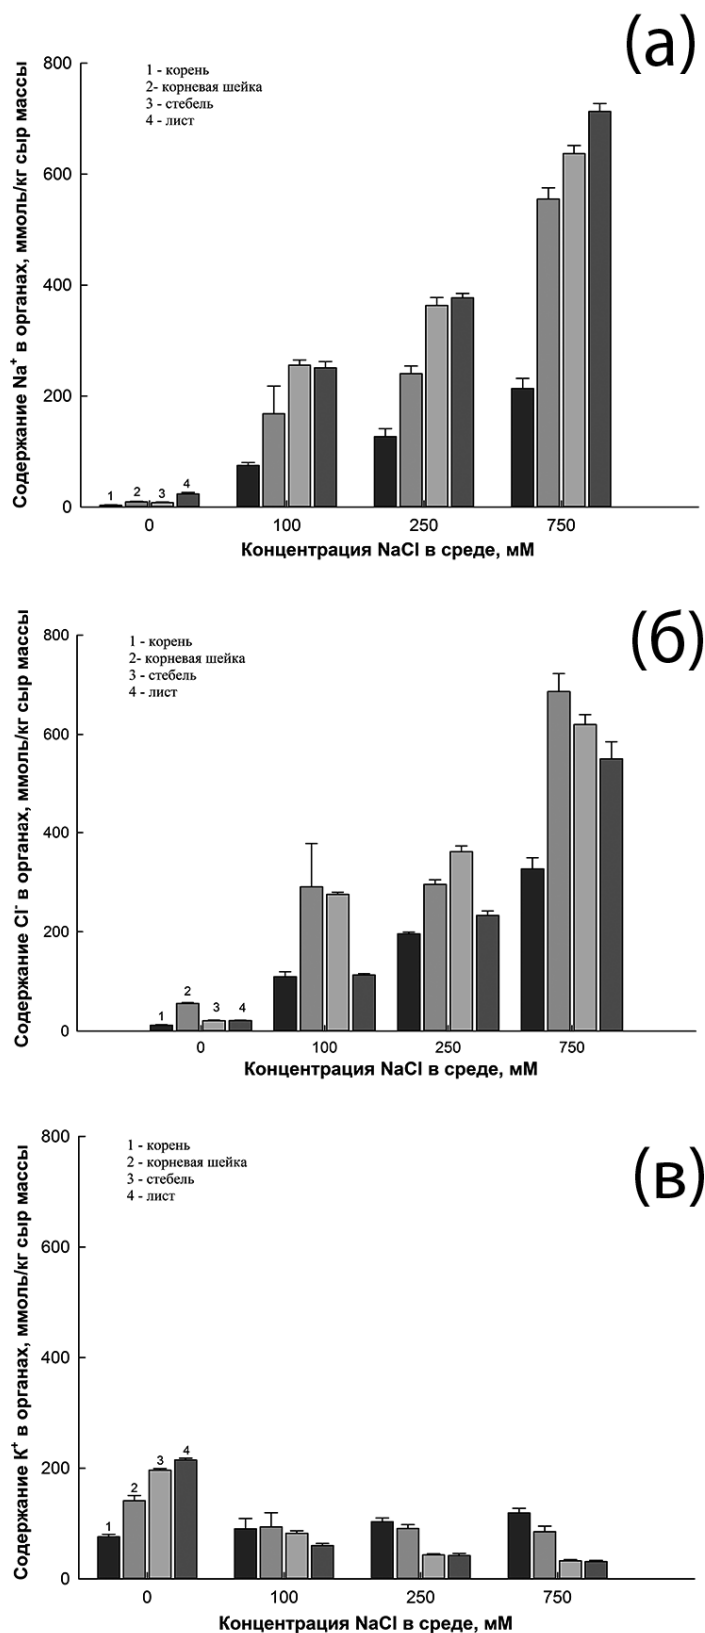 (а)
Содержание Na⁺ в органах, ммоль/кг сыр массы
800
600
400
200
0
1 - корень
2- корневая шейка
3 - стебель
4 - лист
1
2
3
4
0 100 250 750
Концентрация NaCl в среде, мМ
(б)
Содержание Cl⁻ в органах, ммоль/кг сыр массы
800
600
400
200
0
1 - корень
2- корневая шейка
3 - стебель
4 - лист
1
2
3
4
0 100 250 750
Концентрация NaCl в среде, мМ
(в)
Содержание К⁺ в органах, ммоль/кг сыр массы
800
600
400
200
0
1 - корень
2 - корневая шейка
3 - стебель
4 - лист
1
2
3
4
0 100 250 750
Концентрация NaCl в среде, мМ